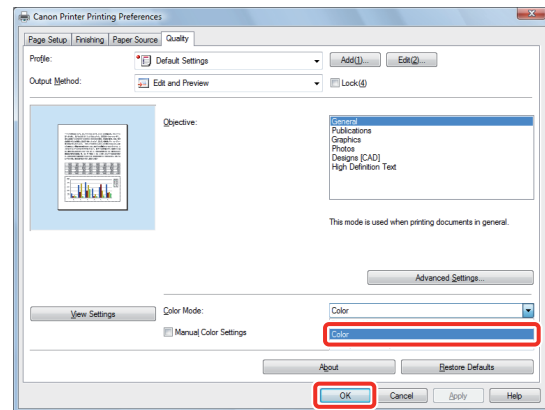 Canon Printer Printing Preferences
Page Setup Finishing Paper Source Quality
Profile: Default Settings Add(1)... Edit(2)...
Output Method: Edit and Preview Lock(4)
Objective:
General
Publications
Graphics
Photos
Designs [CAD]
High Definition Text
This mode is used when printing documents in general.
Advanced Settings...
View Settings Color Mode: Color
Manual Color Settings Color
About Restore Defaults
OK Cancel Apply Help